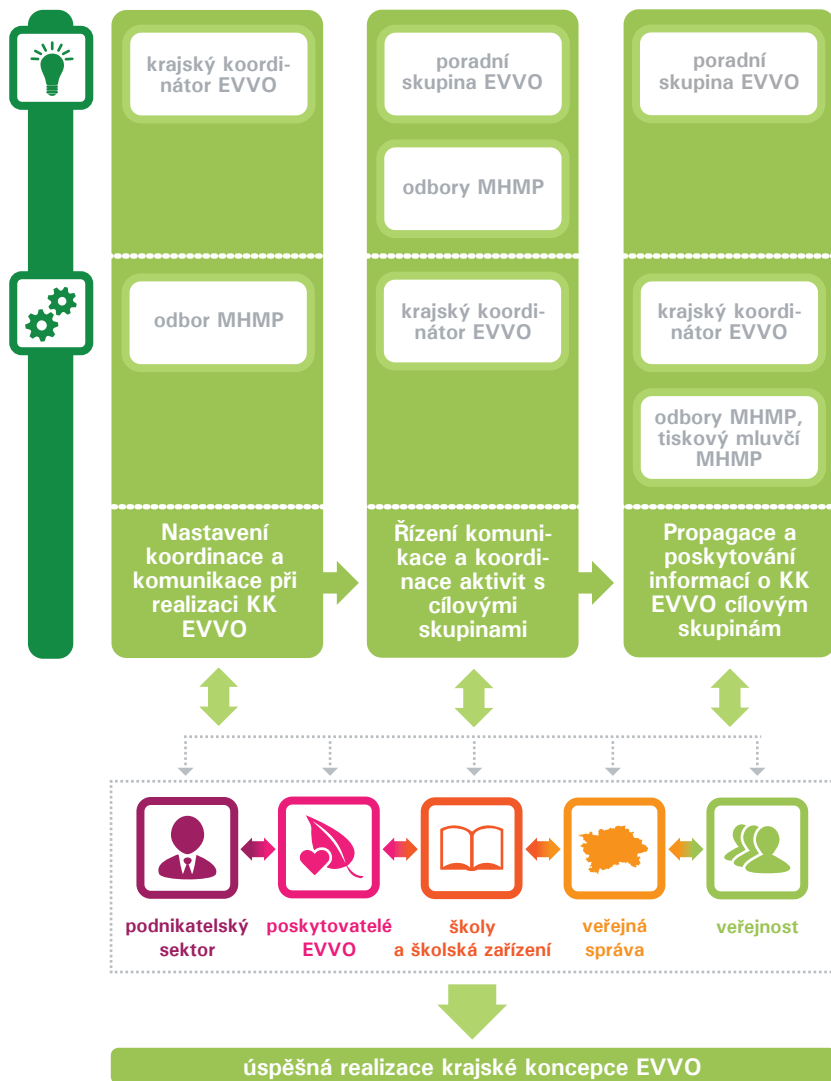 krajský koordi-
nátor EVVO
poradní
skupina EVVO
poradní
skupina EVVO
odbory MHMP
odbor MHMP
krajský koordi-
nátor EVVO
krajský koordi-
nátor EVVO
odbory MHMP,
tiskový mluvčí
MHMP
Nastavení
koordinace a
komunikace při
realizaci KK
EVVO
Řízení komuni-
kace a koordi-
nace aktivit s
cílovými
skupinami
Propagace a
poskytování
informací o KK
EVVO cílovým
skupinám
podnikatelský
sektor
poskytovatelé
EVVO
školy
a školská zařízení
veřejná
správa
veřejnost
úspěšná realizace krajské koncepce EVVO